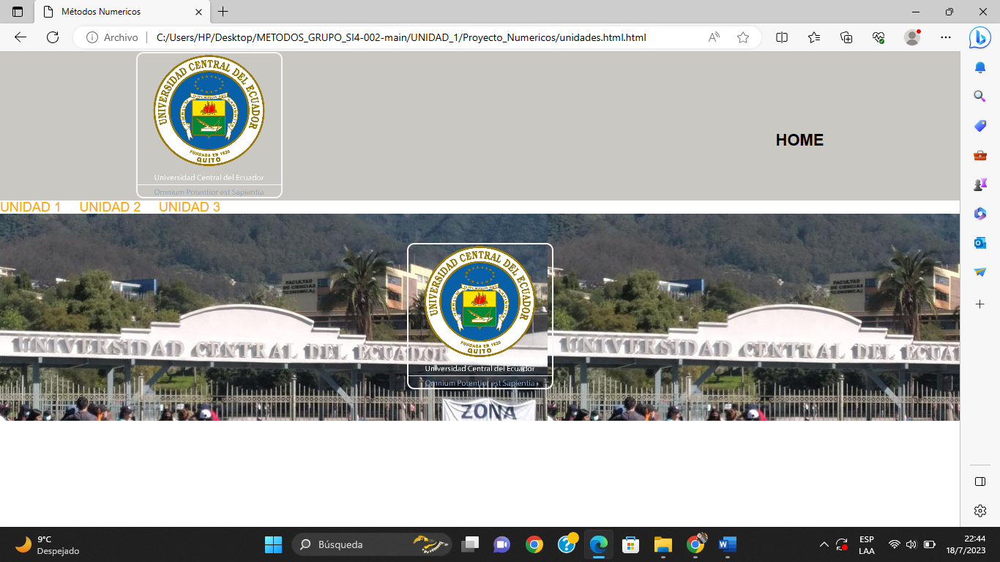 Métodos Numericos
Archivo
C:/Users/HP/Desktop/METODOS_GRUPO_SI4-002-main/UNIDAD_1/Proyecto_Numericos/unidades.html.html
UNIVERSIDAD CENTRAL DEL ECUADOR
FUNDADA EN 1826
QUITO
Universidad Central del Ecuador
Omnium Potentior est Sapientia
HOME
UNIDAD 1 UNIDAD 2 UNIDAD 3
FACULTAD
DE CIENCIAS
ECONOMICA
FACULTAD
DE CIENCIAS
ECONOMICA
UNIVERSIDAD CENTRAL DEL ECUADOR
FUNDADA EN 1826
QUITO
Universidad Central del Ecuador
Omnium Potentior est Sapientia
UNIVERSIDAD CENTRAL DEL ECUADOR
UNIVERSIDAD CENTRAL DEL ECUA
ZONA
9°C
Despejado
Búsqueda
ESP
LAA
22:44
18/7/2023